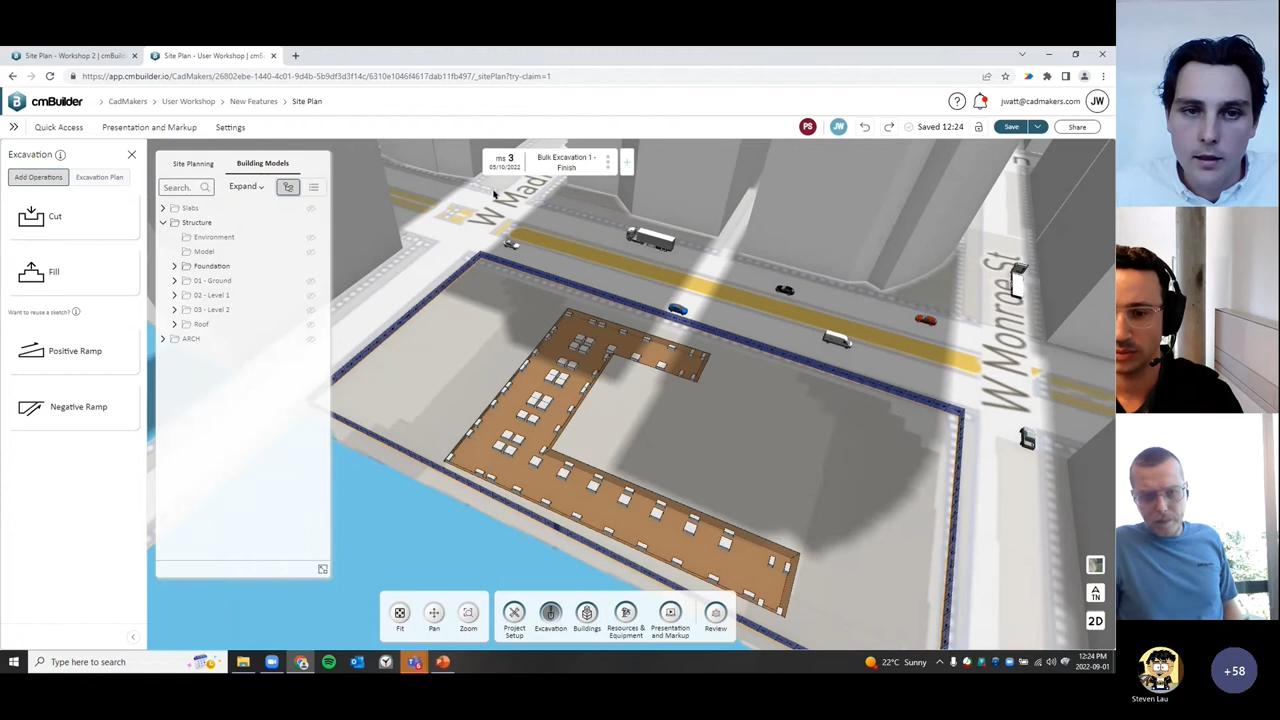 Site Plan - Workshop 2 | cmBuil
Site Plan - User Workshop | cmB
https://app.cmbuilder.io/CadMakers/26802ebe-1440-4c01-9d4b-5b9df3d3f14c/6310e1046f4617dab11fb497/_sitePlan?try-claim=1
cmBuilder
CadMakers
User Workshop
New Features
Site Plan
jwatt@cadmakers.com
JW
Quick Access
Presentation and Markup
Settings
PS
JW
Saved 12:24
Save
Share
Excavation
Add Operations
Excavation Plan
Cut
Fill
Want to reuse a sketch?
Positive Ramp
Negative Ramp
Site Planning
Building Models
Search.
Expand
Slabs
Structure
Environment
Model
Foundation
01 - Ground
02 - Level 1
03 - Level 2
Roof
ARCH
ms 3
05/10/2022
Bulk Excavation 1 -
Finish
W Mad
W Monroe St
TN
2D
Fit
Pan
Zoom
Project
Setup
Excavation
Buildings
Resources &
Equipment
Presentation
and Markup
Review
Type here to search
22°C Sunny
12:24 PM
2022-09-01
Steven Lau
+58